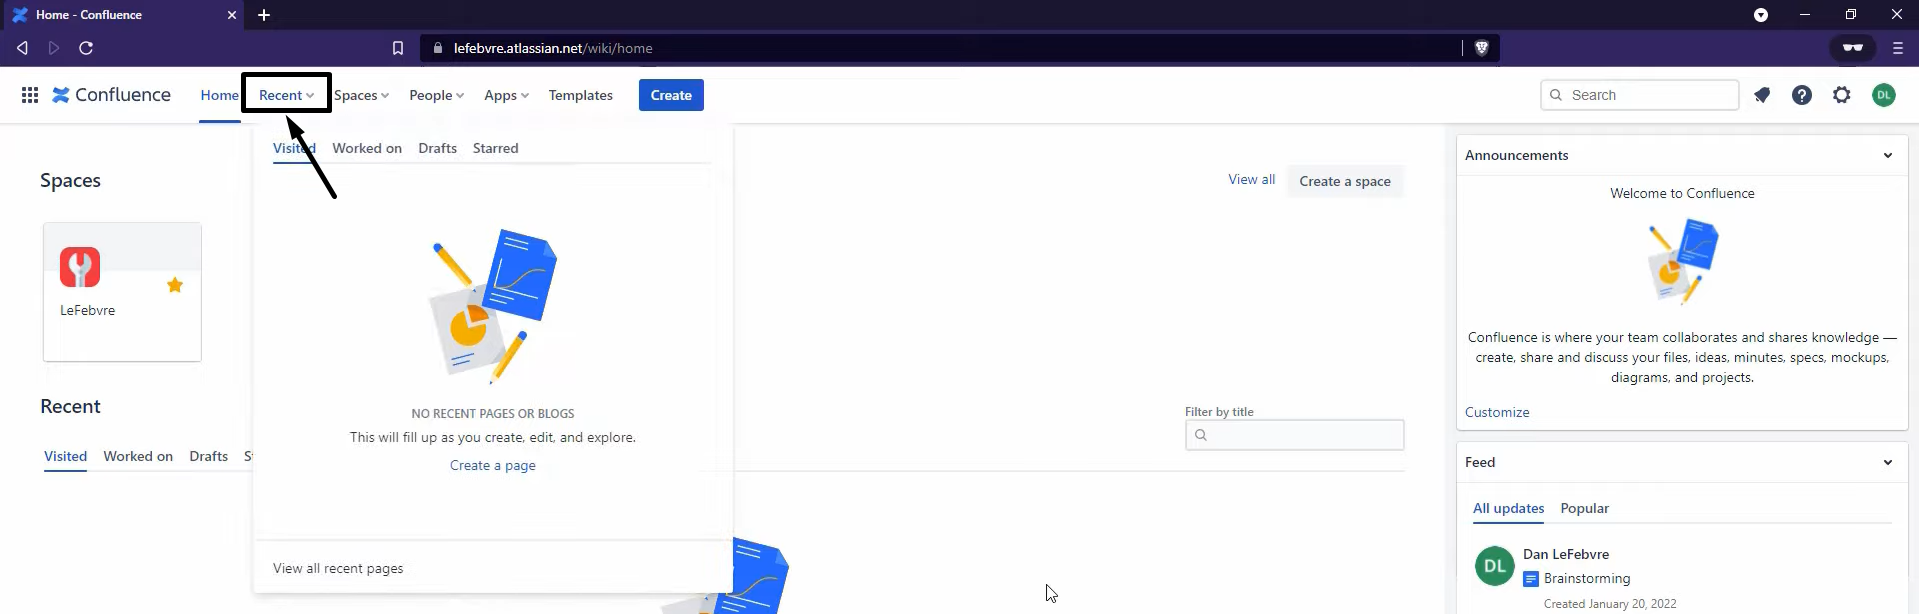 Home - Confluence
lefebvre.atlassian.net/wiki/home
Confluence
Home
Recent
Spaces
People
Apps
Templates
Create
Search
DL
Visited
Worked on
Drafts
Starred
NO RECENT PAGES OR BLOGS
This will fill up as you create, edit, and explore.
Create a page
View all recent pages
Spaces
View all
Create a space
LeFebvre
Recent
Filter by title
Visited
Worked on
Drafts
Announcements
Welcome to Confluence
Confluence is where your team collaborates and shares knowledge —
create, share and discuss your files, ideas, minutes, specs, mockups,
diagrams, and projects.
Customize
Feed
All updates
Popular
DL
Dan LeFebvre
Brainstorming
Created January 20, 2022